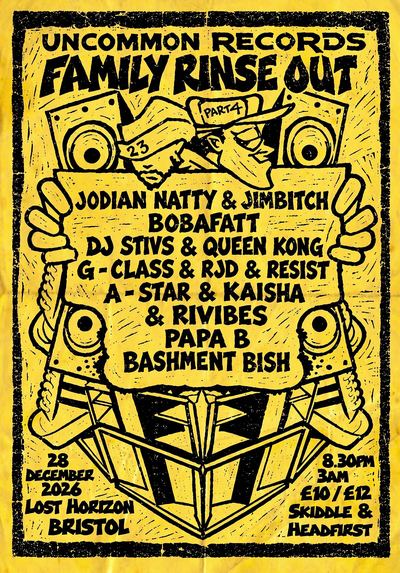 UNCOMMON RECORDS
FAMILY RINSE OUT
PART 4
23
JODIAN NATTY & JIMBITCH
BOBAFATT
DJ STIVS & QUEEN KONG
G-CLASS & RJD & RESIST
A-STAR & KAISHA
& RIVIBES
PAPA B
BASHMENT BISH
28
DECEMBER
2026
LOST HORIZON
BRISTOL
8.30PM
3AM
£10/£12
SKIDDLE &
HEADFIRST